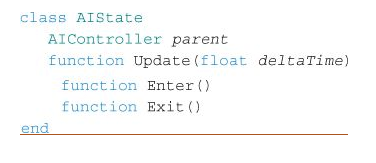 class AIState
AIController parent
function Update(float deltaTime)
function Enter()
function Exit()
end